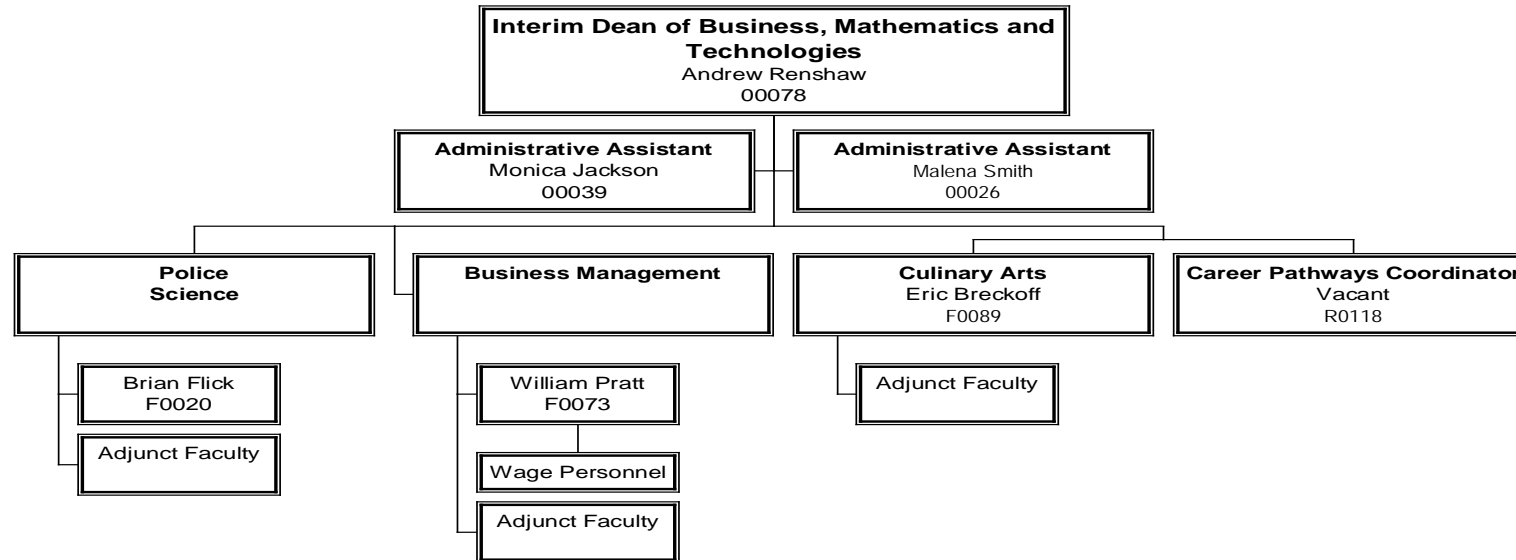 Interim Dean of Business, Mathematics and
Technologies
Andrew Renshaw
00078
Administrative Assistant
Monica Jackson
00039
Administrative Assistant
Malena Smith
00026
Police
Science
Business Management
Culinary Arts
Eric Breckoff
F0089
Career Pathways Coordinator
Vacant
R0118
Brian Flick
F0020
Adjunct Faculty
William Pratt
F0073
Wage Personnel
Adjunct Faculty
Adjunct Faculty